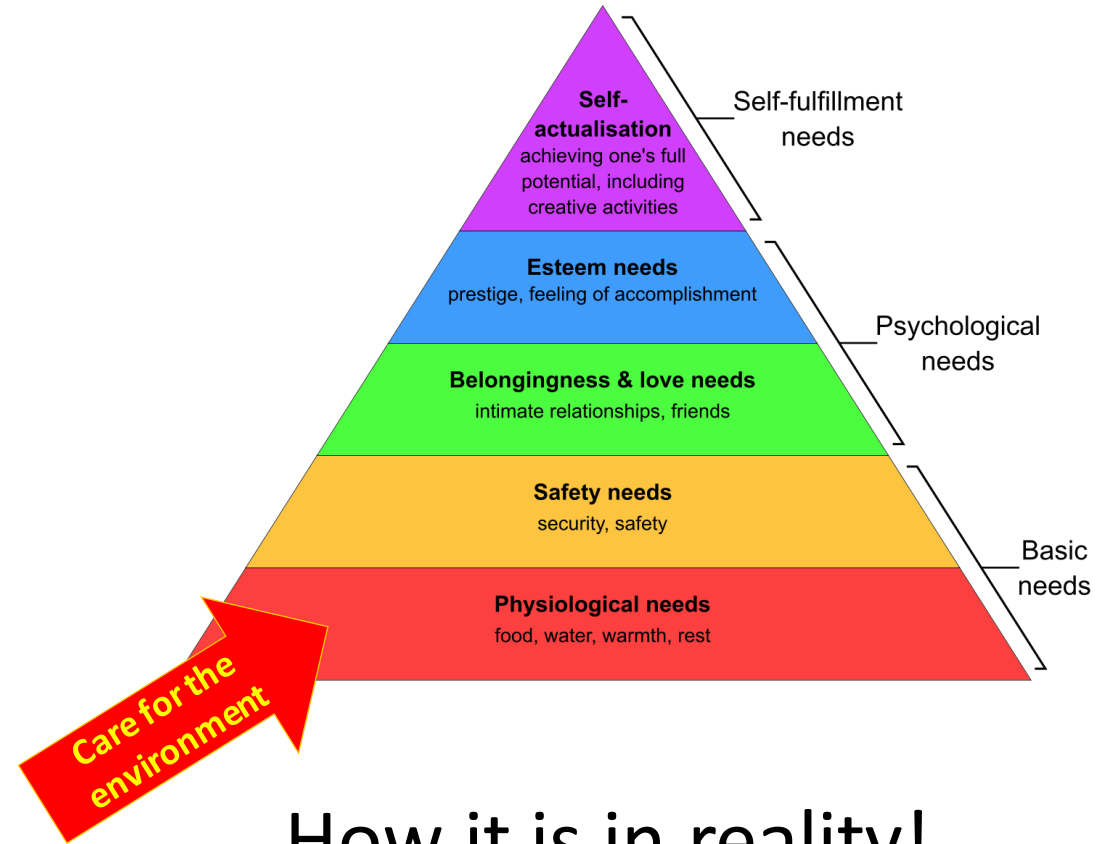 Self-
actualisation
achieving one's full
potential, including
creative activities
Self-fulfillment
needs
Esteem needs
prestige, feeling of accomplishment
Psychological
needs
Belongingness & love needs
intimate relationships, friends
Safety needs
security, safety
Basic
needs
Physiological needs
food, water, warmth, rest
Care for the
environment
How it is in reality!